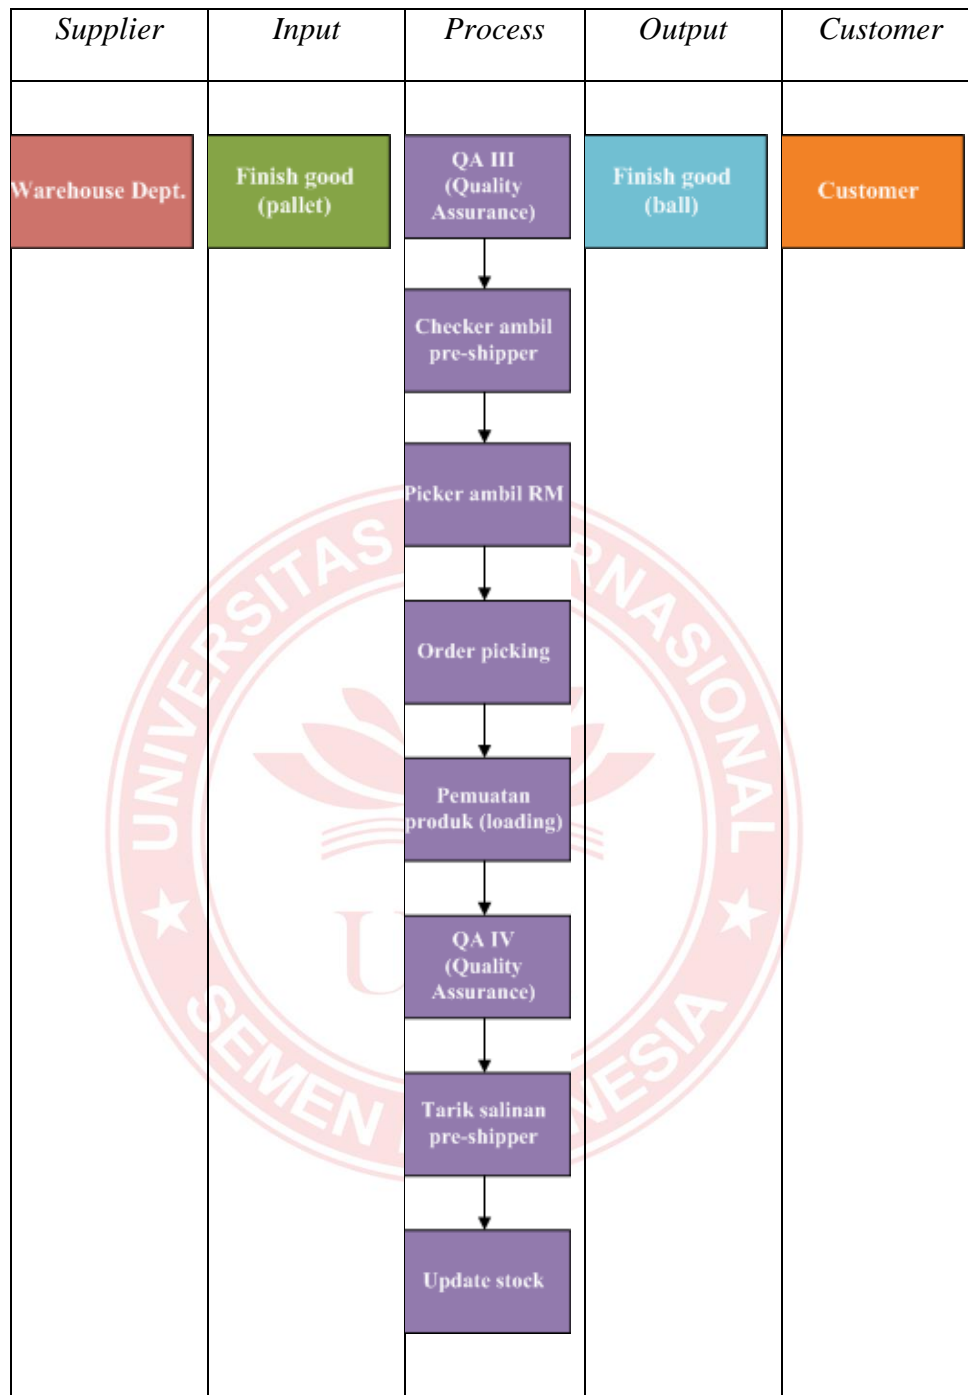 Supplier
Input
Process
Output
Customer
Warehouse Dept.
Finish good
(pallet)
QA III
(Quality
Assurance)
Finish good
(ball)
Customer
Checker ambil
pre-shipper
Picker ambil RM
Order picking
Pemuatan
produk (loading)
QA IV
(Quality
Assurance)
Tarik salinan
pre-shipper
Update stock
UNIVERSITAS
SEMEN